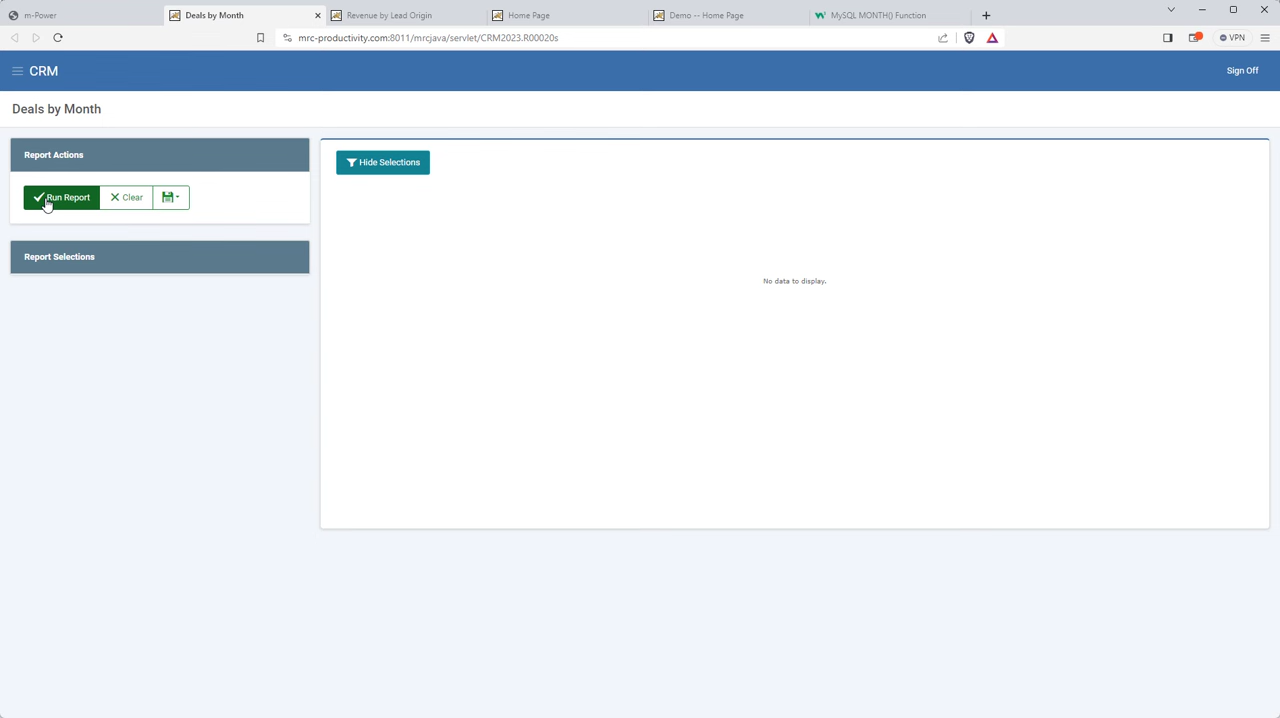 m-Power
Deals by Month
Revenue by Lead Origin
Home Page
Demo -- Home Page
MySQL MONTH() Function
mrc-productivity.com:8011/mrcjava/servlet/CRM2023.R00020s
VPN
CRM
Sign Off
Deals by Month
Report Actions
Run Report
Clear
Report Selections
Hide Selections
No data to display.